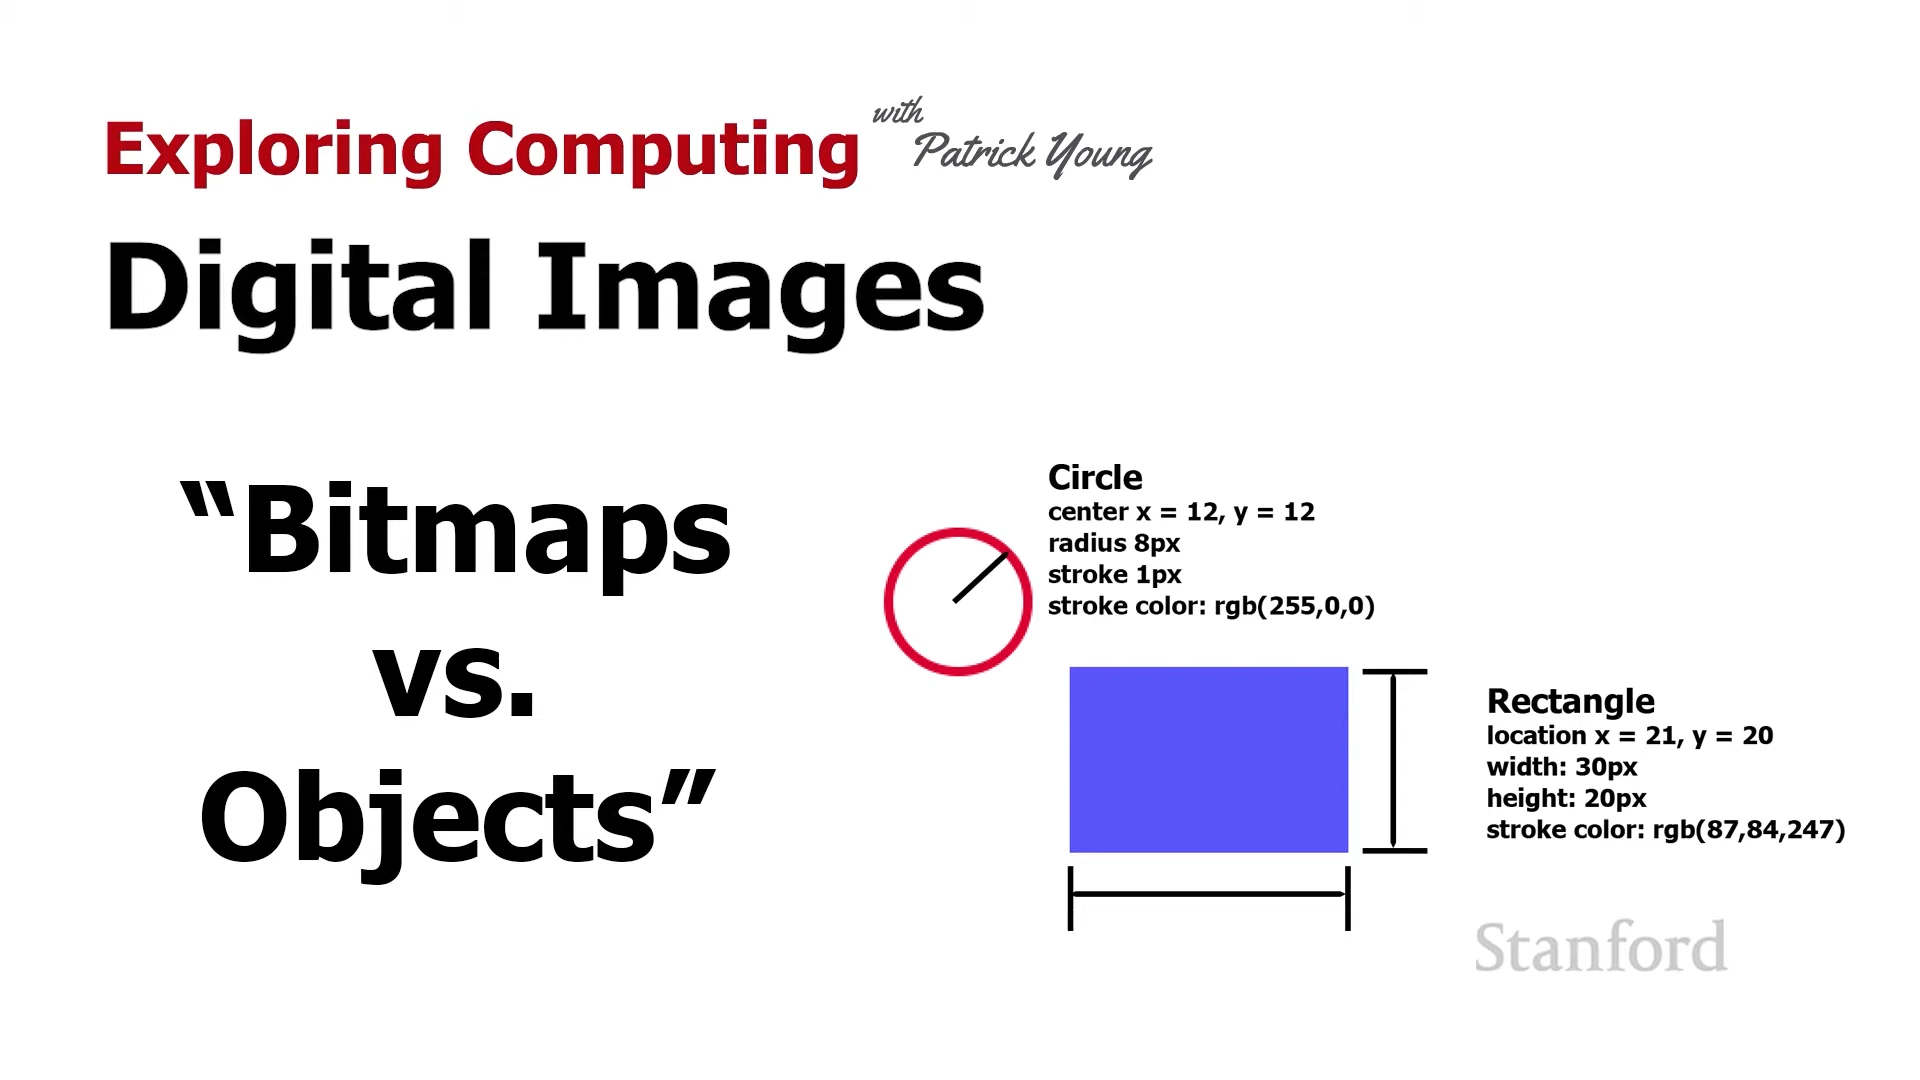 Exploring Computing with Patrick Young
Digital Images
“Bitmaps
vs.
Objects”
Circle
center x = 12, y = 12
radius 8px
stroke 1px
stroke color: rgb(255,0,0)
Rectangle
location x = 21, y = 20
width: 30px
height: 20px
stroke color: rgb(87,84,247)
Stanford